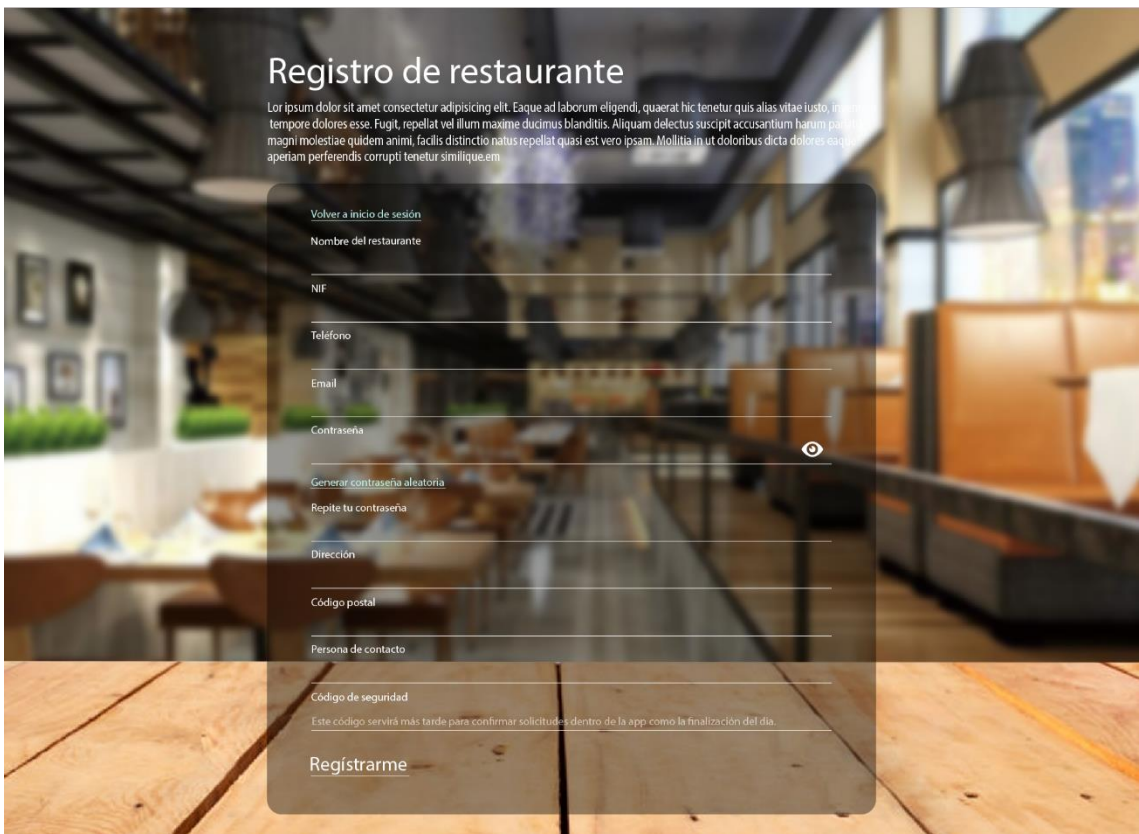 Registro de restaurante
Lor ipsum dolor sit amet consectetur adipisicing elit. Eaque ad laborum eligendi, quaerat hic tenetur quis alias vitae iusto,
tempore dolores esse. Fugit, repellat vel illum maxime ducimus blanditiis. Aliquam delectus suscipit accusantium harum
magni molestiae quidem animi, facilis distinctio natus repellat quasi est vero ipsam. Mollitia in ut doloribus dicta dolores
aperiam perferendis corrupti tenetur similique.em
Volver a inicio de sesión
Nombre del restaurante
NIF
Teléfono
Email
Contraseña
Generar contraseña aleatoria
Repite tu contraseña
Dirección
Código postal
Persona de contacto
Código de seguridad
Este código servirá más tarde para confirmar solicitudes dentro de la app como la finalización del día.
Regístrarme